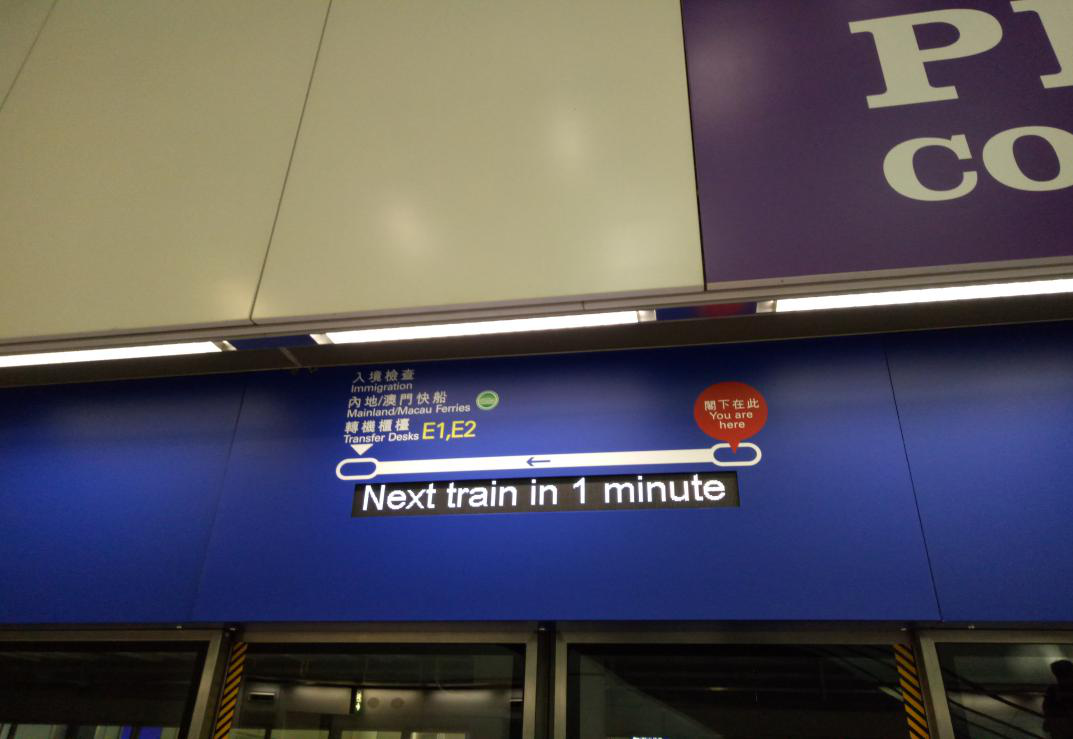 P
co
入境檢查
Immigration
內地/澳門快船
Mainland/Macau Ferries
轉機櫃檯
Transfer Desks E1,E2
閣下在此
You are
here
Next train in 1 minute